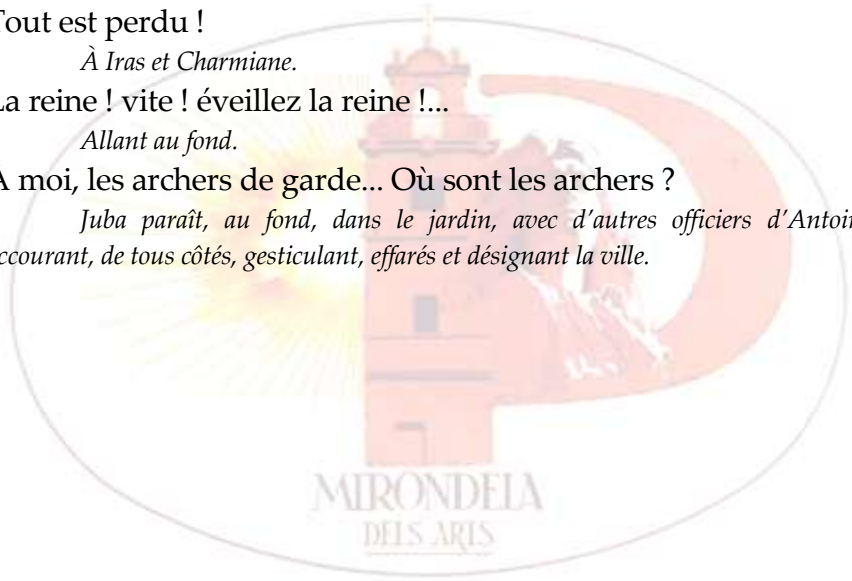 Tout est perdu !
À Iras et Charmiane.
La reine ! vite ! éveillez la reine !...
Allant au fond.
À moi, les archers de garde... Où sont les archers ?
Juba paraît, au fond, dans le jardin, avec d'autres officiers d'Antoin
ccourant, de tous côtés, gesticulant, effarés et désignant la ville.
MIRONDELA
DELS ARTS